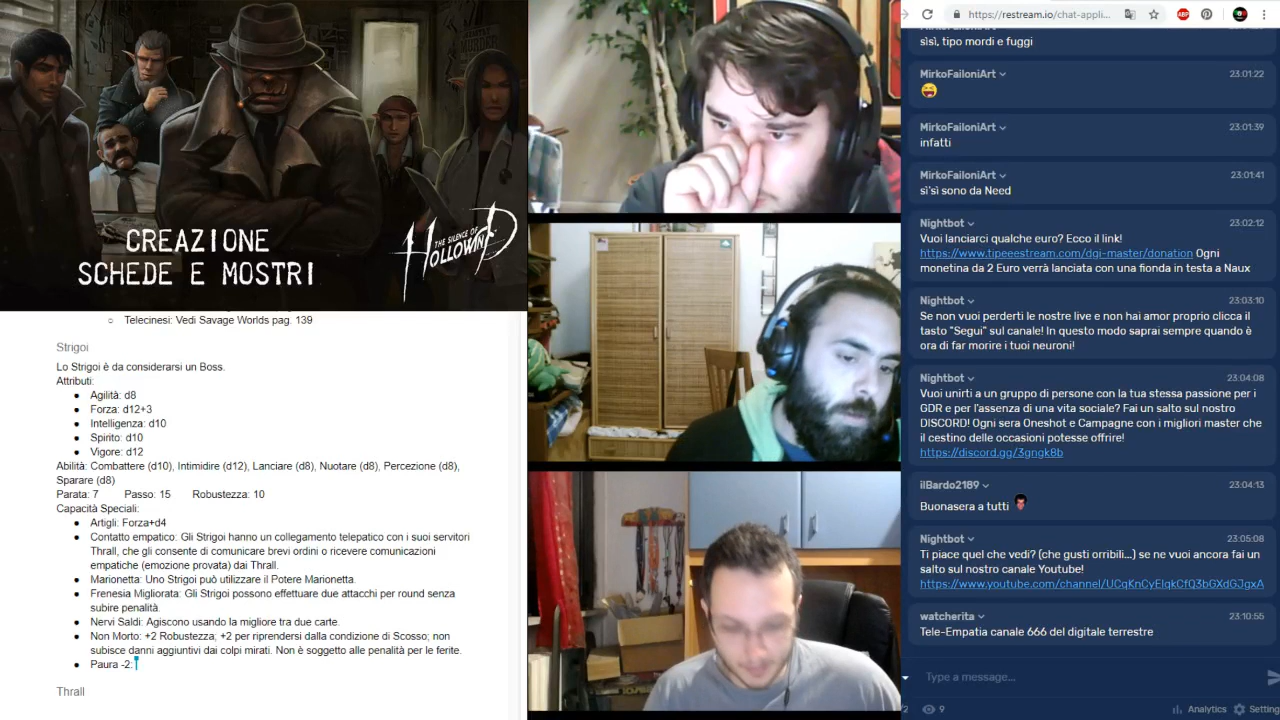 CREAZIONE
SCHEDE E MOSTRI
THE SILENCE OF
HOLLOWIND
○ Telecinesi: Vedi Savage Worlds pag. 139
Strigoi
Lo Strigoi è da considerarsi un Boss.
Attributi:
● Agilità: d8
● Forza: d12+3
● Intelligenza: d10
● Spirito: d10
● Vigore: d12
Abilità: Combattere (d10), Intimidire (d12), Lanciare (d8), Nuotare (d8), Percezione (d8),
Sparare (d8)
Parata: 7 Passo: 15 Robustezza: 10
Capacità Speciali:
● Artigli: Forza+d4
● Contatto empatico: Gli Strigoi hanno un collegamento telepatico con i suoi servitori
Thrall, che gli consente di comunicare brevi ordini o ricevere comunicazioni
empatiche (emozione provata) dai Thrall.
● Marionetta: Uno Strigoi può utilizzare il Potere Marionetta.
● Frenesia Migliorata: Gli Strigoi possono effettuare due attacchi per round senza
subire penalità.
● Nervi Saldi: Agiscono usando la migliore tra due carte.
● Non Morto: +2 Robustezza; +2 per riprendersi dalla condizione di Scosso; non
subisce danni aggiuntivi dai colpi mirati. Non è soggetto alle penalità per le ferite.
● Paura -2:
Thrall
https://restream.io/chat-appli...
ABP
sìsì, tipo mordi e fuggi
MirkoFailoniArt 23:01:22
MirkoFailoniArt 23:01:39
infatti
MirkoFailoniArt 23:01:41
sì'sì sono da Need
Nightbot 23:02:12
Vuoi lanciarci qualche euro? Ecco il link!
https://www.tipeeestream.com/dgi-master/donation Ogni
monetina da 2 Euro verrà lanciata con una fionda in testa a Naux
Nightbot 23:03:10
Se non vuoi perderti le nostre live e non hai amor proprio clicca il
tasto "Segui" sul canale! In questo modo saprai sempre quando è
ora di far morire i tuoi neuroni!
Nightbot 23:04:08
Vuoi unirti a un gruppo di persone con la tua stessa passione per i
GDR e per l'assenza di una vita sociale? Fai un salto sul nostro
DISCORD! Ogni sera Oneshot e Campagne con i migliori master che
il cestino delle occasioni potesse offrire!
https://discord.gg/3gngk8b
ilBardo2189 23:04:13
Buonasera a tutti
Nightbot 23:05:08
Ti piace quel che vedi? (che gusti orribili...) se ne vuoi ancora fai un
salto sul nostro canale Youtube!
https://www.youtube.com/channel/UCqKnCyElqkCfQ3bGXdGJgxA
watcherita 23:10:55
Tele-Empatia canale 666 del digitale terrestre
Type a message...
9 Analytics Setting